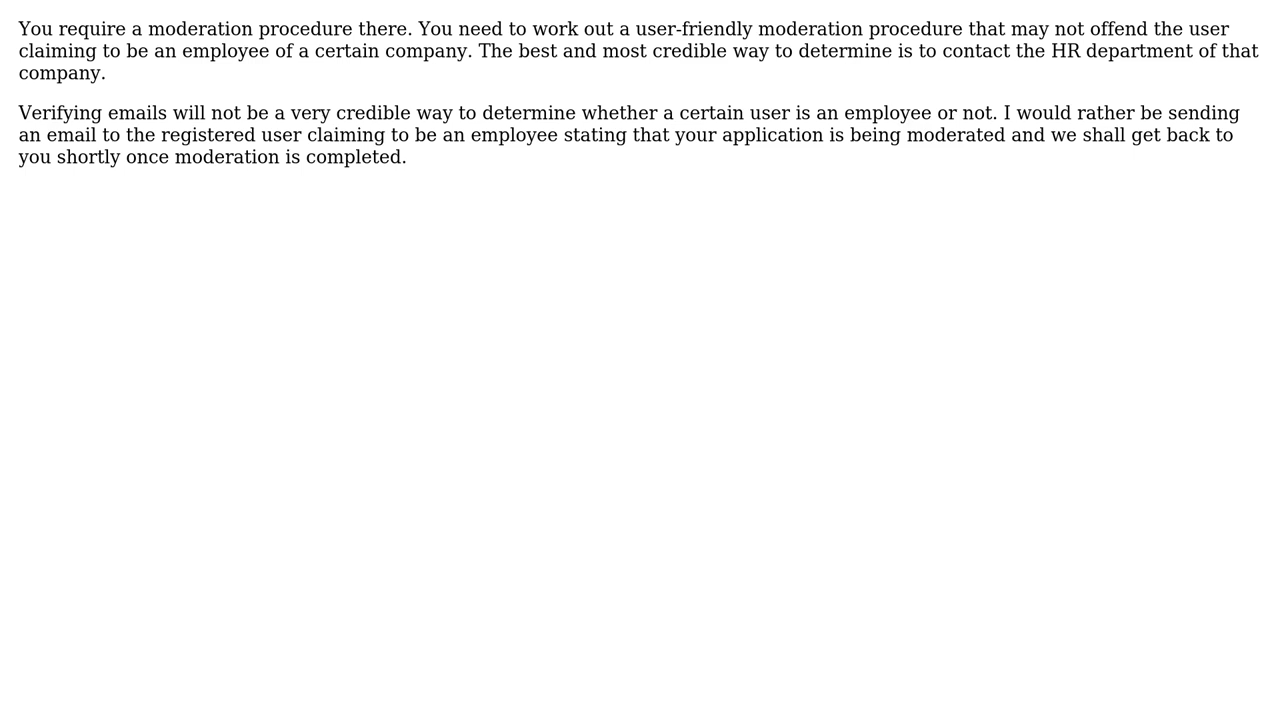 You require a moderation procedure there. You need to work out a user-friendly moderation procedure that may not offend the user
claiming to be an employee of a certain company. The best and most credible way to determine is to contact the HR department of that
company.
Verifying emails will not be a very credible way to determine whether a certain user is an employee or not. I would rather be sending
an email to the registered user claiming to be an employee stating that your application is being moderated and we shall get back to
you shortly once moderation is completed.